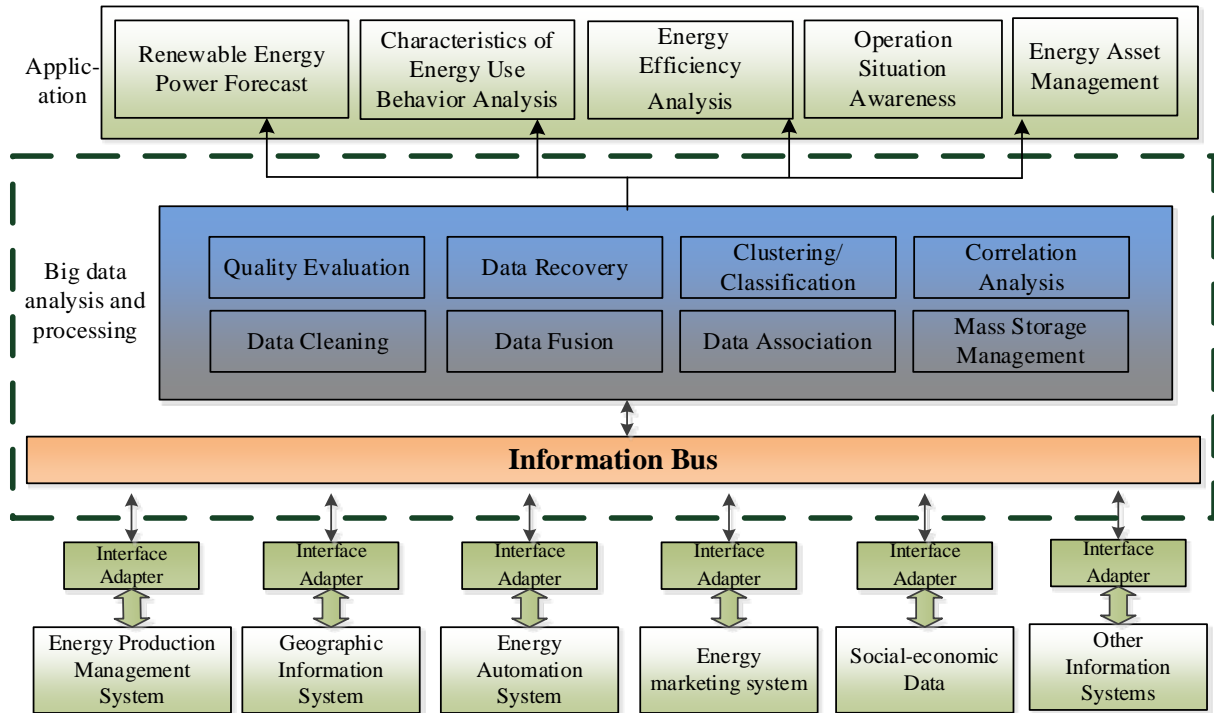 Applic-
ation
Renewable Energy
Power Forecast
Characteristics of
Energy Use
Behavior Analysis
Energy
Efficiency
Analysis
Operation
Situation
Awareness
Energy Asset
Management
Big data
analysis and
processing
Quality Evaluation
Data Recovery
Clustering/
Classification
Correlation
Analysis
Data Cleaning
Data Fusion
Data Association
Mass Storage
Management
Information Bus
Interface
Adapter
Interface
Adapter
Interface
Adapter
Interface
Adapter
Interface
Adapter
Interface
Adapter
Energy Production
Management
System
Geographic
Information
System
Energy
Automation
System
Energy
marketing system
Social-economic
Data
Other
Information
Systems